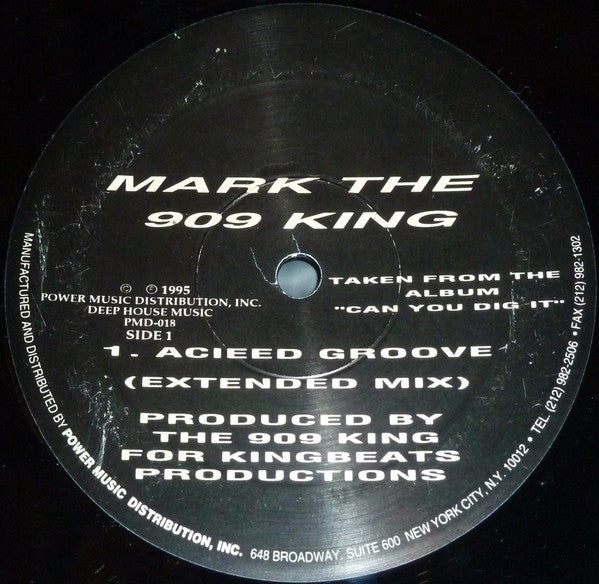 MARK THE
909 KING
© © 1995
POWER MUSIC DISTRIBUTION, INC.
DEEP HOUSE MUSIC
PMD-018
SIDE 1
TAKEN FROM THE
ALBUM
"CAN YOU DIG IT"
1. ACIEED GROOVE
(EXTENDED MIX)
PRODUCED BY
THE 909 KING
FOR KINGBEATS
PRODUCTIONS
MANUFACTURED AND DISTRIBUTED BY POWER MUSIC DISTRIBUTION, INC. 648 BROADWAY, SUITE 600 NEW YORK CITY, N.Y. 10012 • TEL. (212) 982-2506 • FAX (212) 982-1302